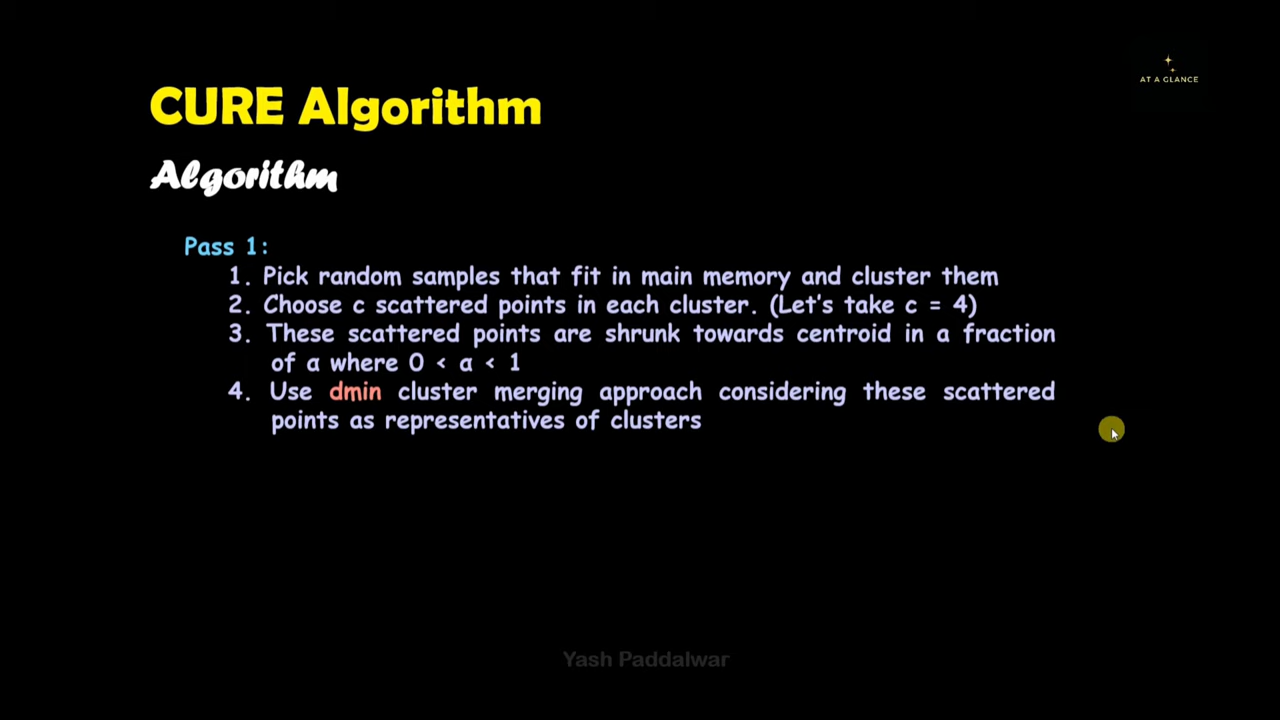 AT A GLANCE
CURE Algorithm
Algorithm
Pass 1:
1. Pick random samples that fit in main memory and cluster them
2. Choose c scattered points in each cluster. (Let's take c = 4)
3. These scattered points are shrunk towards centroid in a fraction
of α where 0 < α < 1
4. Use dmin cluster merging approach considering these scattered
points as representatives of clusters
Yash Paddalwar